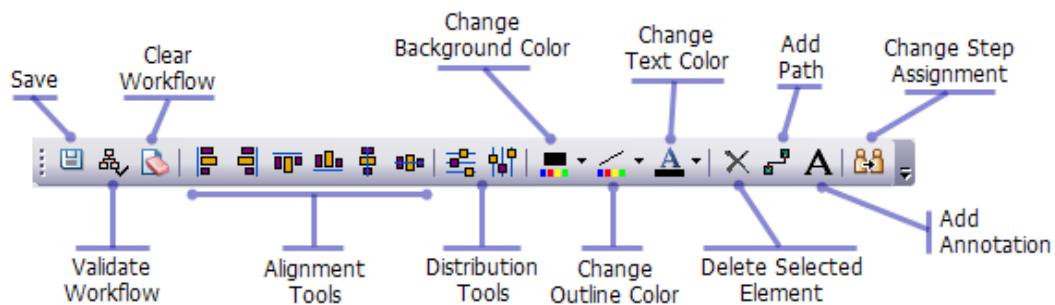 Save
Clear
Workflow
Change
Background Color
Change
Text Color
Add
Path
Change Step
Assignment
Validate
Workflow
Alignment
Tools
Distribution
Tools
Change
Outline Color
Delete Selected
Element
Add
Annotation